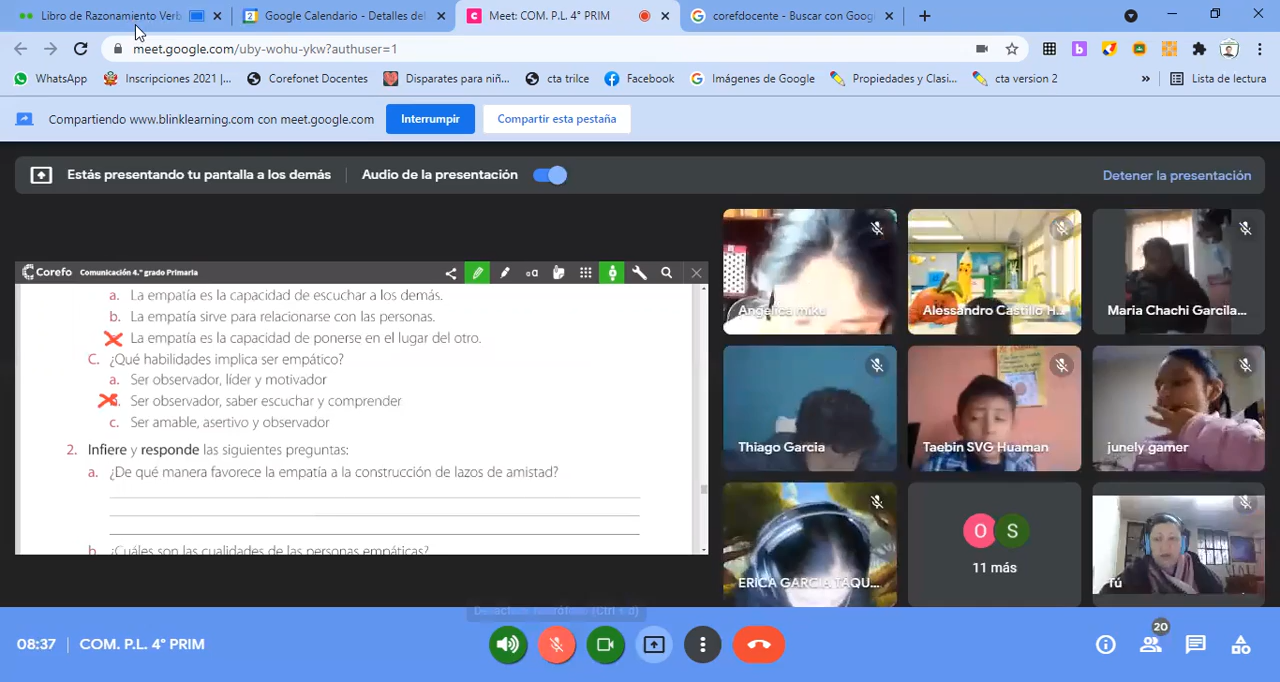 Libro de Razonamiento Verb
Google Calendario - Detalles del
Meet: COM. P.L. 4° PRIM
corefdocente - Buscar con Goog
meet.google.com/uby-wohu-ykw?authuser=1
WhatsApp
Inscripciones 2021 |...
Corefonet Docentes
Disparates para niñ...
cta trilce
Facebook
Imágenes de Google
Propiedades y Clasi...
cta version 2
»
Lista de lectura
Compartiendo www.blinklearning.com con meet.google.com
Interrumpir
Compartir esta pestaña
Estás presentando tu pantalla a los demás
Audio de la presentación
Detener la presentación
Corefo Comunicación 4.° grado Primaria
a. La empatía es la capacidad de escuchar a los demás.
b. La empatía sirve para relacionarse con las personas.
La empatía es la capacidad de ponerse en el lugar del otro.
C. ¿Qué habilidades implica ser empático?
a. Ser observador, líder y motivador
Ser observador, saber escuchar y comprender
c. Ser amable, asertivo y observador
2. Infiere y responde las siguientes preguntas:
a. ¿De qué manera favorece la empatía a la construcción de lazos de amistad?
b. ¿Cuáles son las cualidades de las personas empáticas?
Angelica miku
Alessandro Castillo H...
Maria Chachi Garcila...
Thiago Garcia
Taebin SVG Huaman
junely gamer
ERICA GARCIA TAQU...
O S
11 más
Tú
08:37 | COM. P.L. 4° PRIM
20